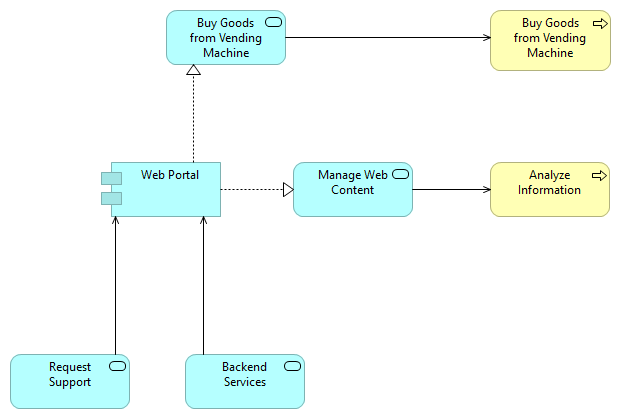 Buy Goods
from Vending
Machine
Buy Goods
from Vending
Machine
Web Portal
Manage Web
Content
Analyze
Information
Request
Support
Backend
Services